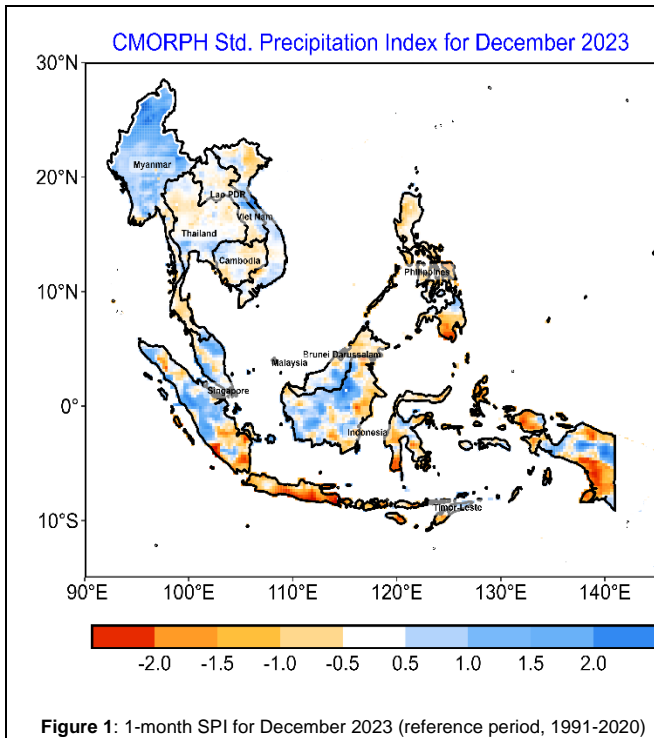 CMORPH Std. Precipitation Index for December 2023
30°N
Myanmar
20°N
Lao PDR
Viet Nam
Thailand
Cambodia
Philippines
10°N
Brunei Darussalam
Malaysia
Singapore
0°
Indonesia
10°S
Timor-Leste
90°E 100°E 110°E 120°E 130°E 140°E
-2.0 -1.5 -1.0 -0.5 0.5 1.0 1.5 2.0
Figure 1: 1-month SPI for December 2023 (reference period, 1991-2020)